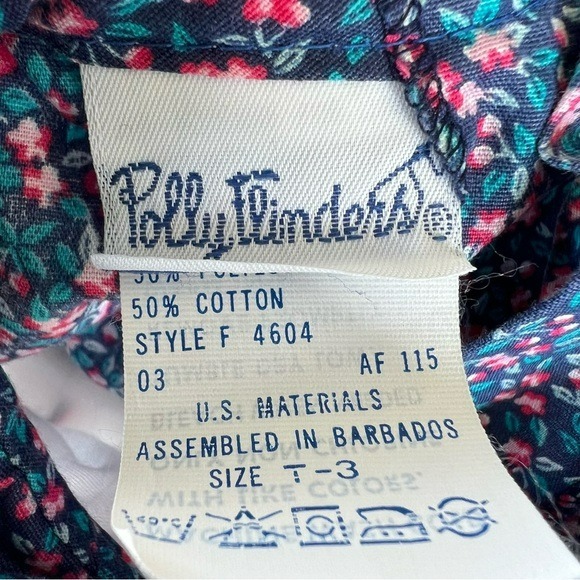 Polly Flinders®
50% COTTON
STYLE F 4604
03 AF 115
U.S. MATERIALS
ASSEMBLED IN BARBADOS
SIZE T-3